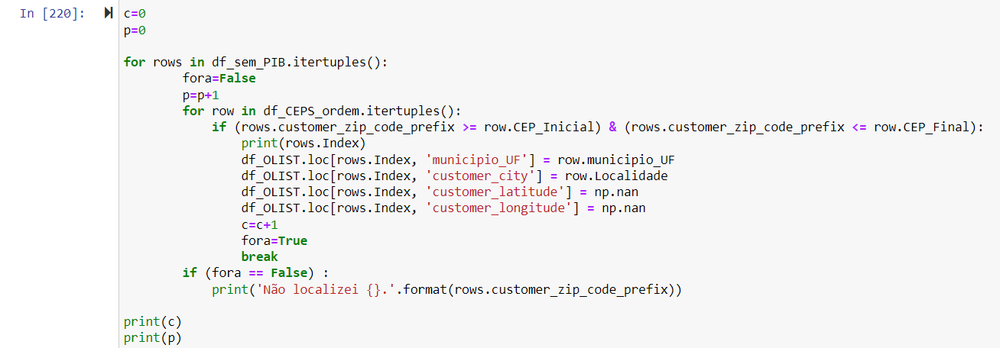 In [220]:
c=0
p=0
for rows in df_sem_PIB.itertuples():
        fora=False
        p=p+1
        for row in df_CEPS_ordem.itertuples():
            if (rows.customer_zip_code_prefix >= row.CEP_Inicial) & (rows.customer_zip_code_prefix <= row.CEP_Final):
                print(rows.Index)
                df_OLIST.loc[rows.Index, 'municipio_UF'] = row.municipio_UF
                df_OLIST.loc[rows.Index, 'customer_city'] = row.Localidade
                df_OLIST.loc[rows.Index, 'customer_latitude'] = np.nan
                df_OLIST.loc[rows.Index, 'customer_longitude'] = np.nan
                c=c+1
                fora=True
                break
        if (fora == False) :
            print('Não localizei {}.'.format(rows.customer_zip_code_prefix))
print(c)
print(p)